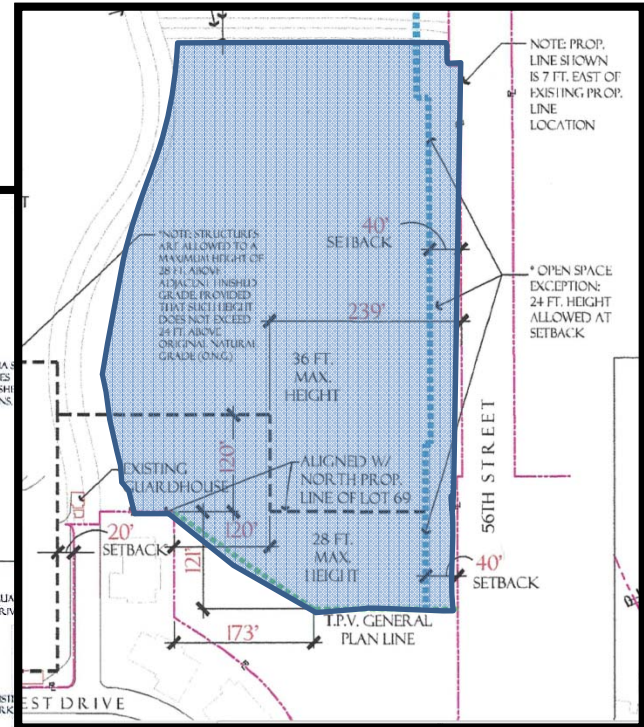 NOTE: PROP.
LINE SHOWN
IS 7 FT. EAST OF
EXISTING PROP.
LINE
LOCATION
*NOTE: STRUCTURES
ARE ALLOWED TO A
MAXIMUM HEIGHT OF
28 FT. ABOVE
ADJACENT FINISHED
GRADE, PROVIDED
THAT SUCH HEIGHT
DOES NOT EXCEED
24 FT. ABOVE
ORIGINAL NATURAL
GRADE (O.N.G.)
40'
SETBACK
* OPEN SPACE
EXCEPTION:
24 FT. HEIGHT
ALLOWED AT
SETBACK
239'
36 FT.
MAX.
HEIGHT
56TH STREET
120'
EXISTING
GUARDHOUSE
ALIGNED W/
NORTH PROP.
LINE OF LOT 69
120'
20'
SETBACK
121'
28 FT.
MAX.
HEIGHT
40'
SETBACK
T.P.V. GENERAL
PLAN LINE
173'
EST DRIVE